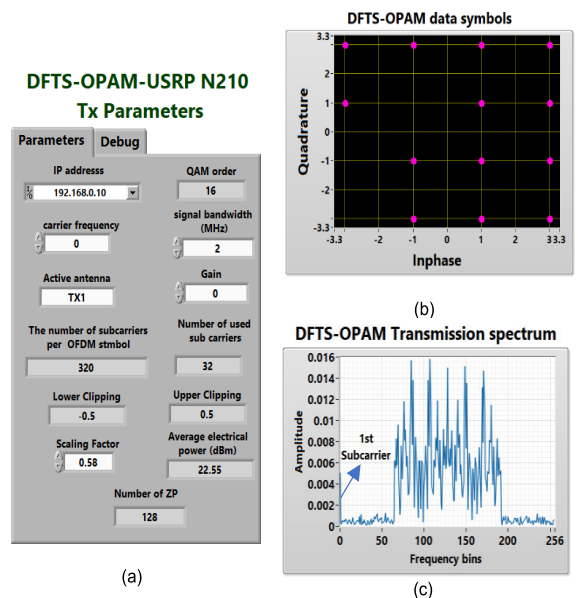 DFTS-OPAM-USRP N210
Tx Parameters
Parameters
Debug
IP addresss
192.168.0.10
QAM order
16
carrier frequency
0
signal bandwidth
(MHz)
2
Active antenna
TX1
Gain
0
The number of subcarriers
per OFDM stmbol
320
Number of used
sub carriers
32
Lower Clipping
-0.5
Upper Clipping
0.5
Scaling Factor
0.58
Average electrical
power (dBm)
22.55
Number of ZP
128
(a)
DFTS-OPAM data symbols
Quadrature
3.3
2
1
0
-1
-2
-3.3
-3.3 -2 -1 0 1 2 33.3
Inphase
(b)
DFTS-OPAM Transmission spectrum
Amplitude
0.016
0.014
0.012
0.01
0.008
0.006
0.004
0.002
0
1st
Subcarrier
0 50 100 150 200 256
Frequency bins
(c)